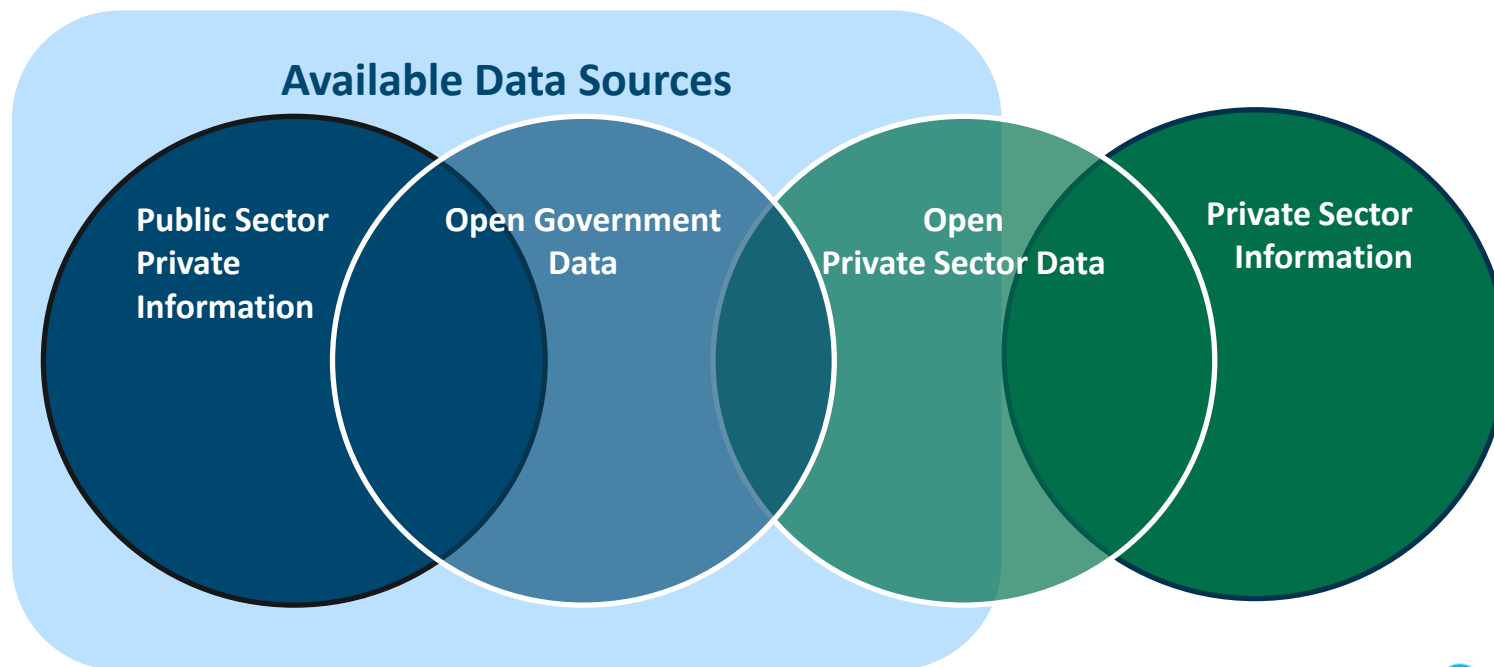 Available Data Sources
Public Sector
Private
Information
Open Government
Data
Open
Private Sector Data
Private Sector
Information